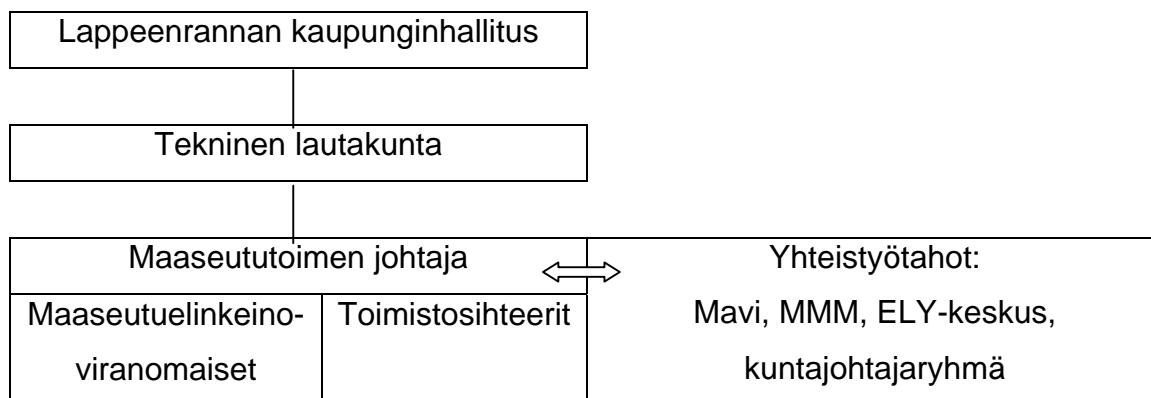 Lappeenrannan kaupunginhallitus
Tekninen lautakunta
Maaseututoimen johtaja
Maaseutuelinkeino-
viranomaiset
Toimistosihteerit
Yhteistyötahot:
Mavi, MMM, ELY-keskus,
kuntajohtajaryhmä